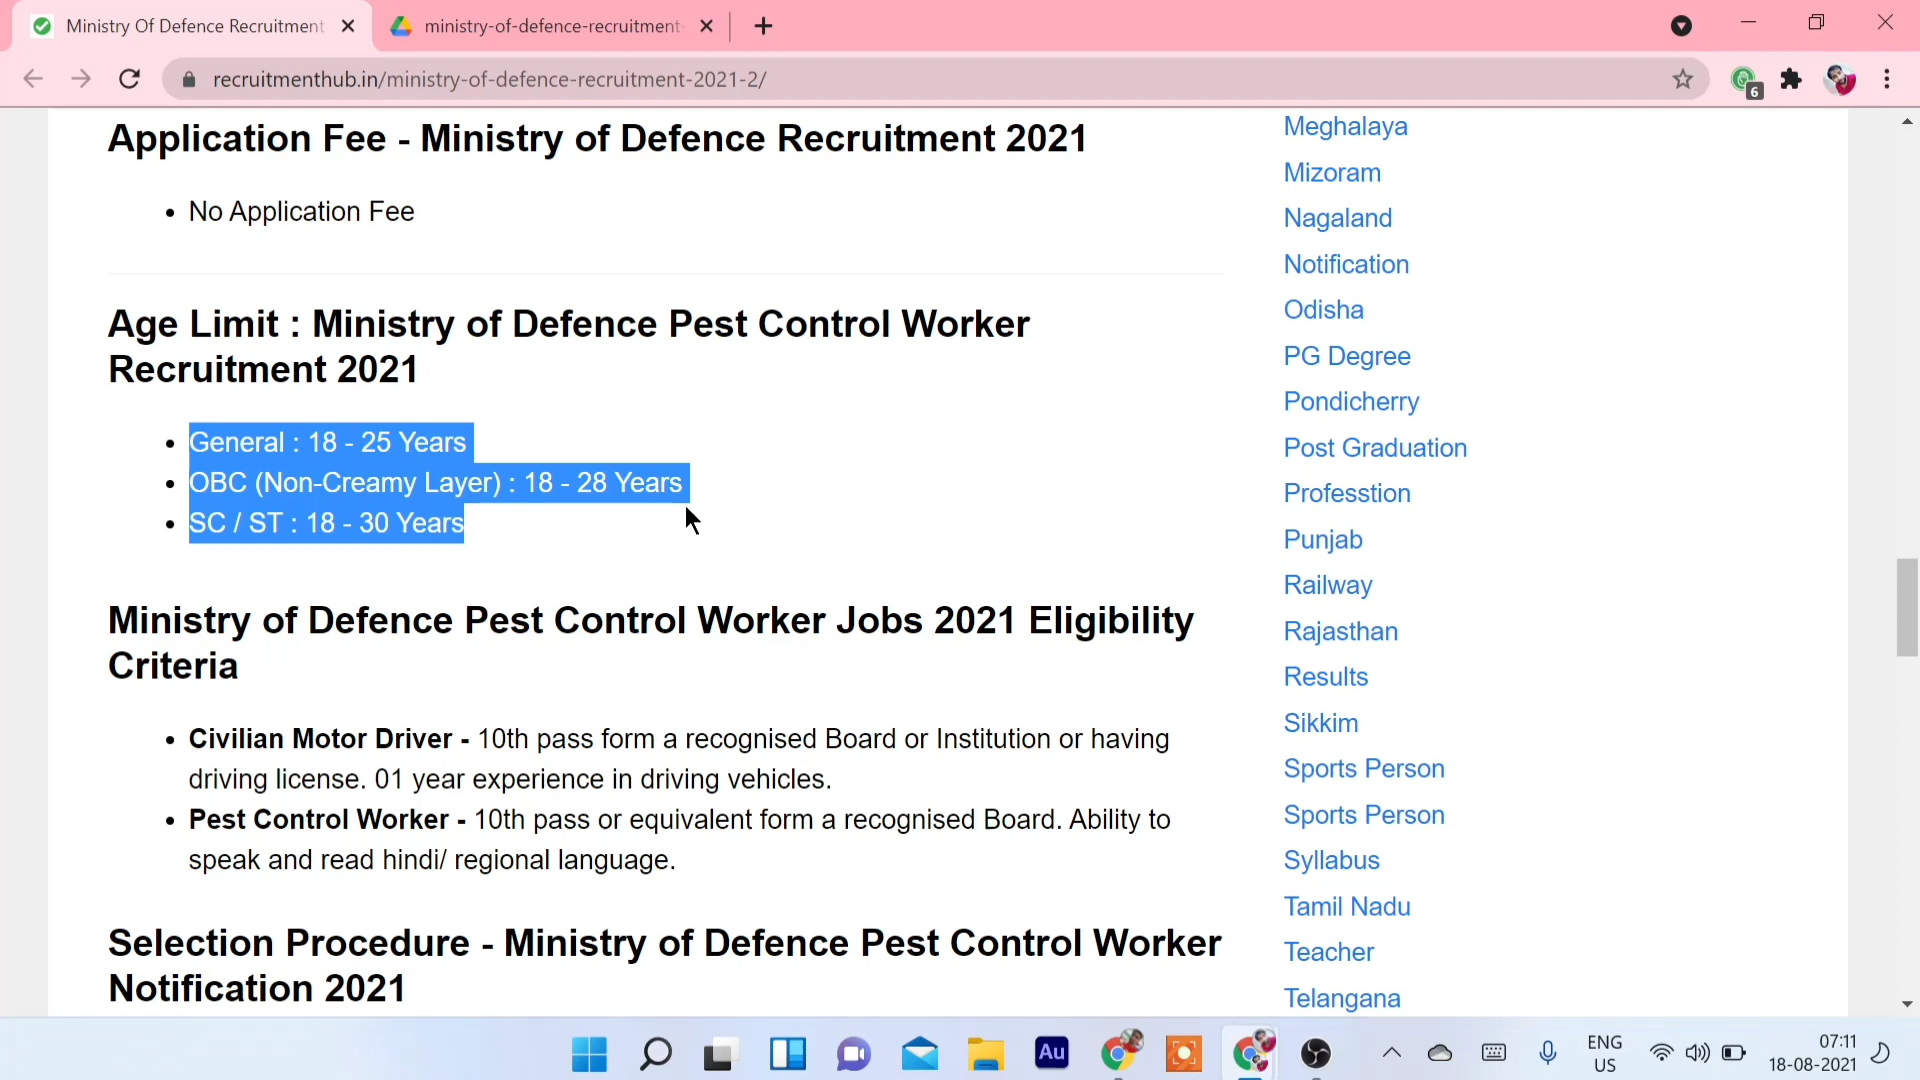 Ministry Of Defence Recruitment
ministry-of-defence-recruitment-
recruitmenthub.in/ministry-of-defence-recruitment-2021-2/
6
Application Fee - Ministry of Defence Recruitment 2021
No Application Fee
Age Limit : Ministry of Defence Pest Control Worker
Recruitment 2021
General : 18 - 25 Years
OBC (Non-Creamy Layer) : 18 - 28 Years
SC / ST : 18 - 30 Years
Ministry of Defence Pest Control Worker Jobs 2021 Eligibility
Criteria
Civilian Motor Driver - 10th pass form a recognised Board or Institution or having
driving license. 01 year experience in driving vehicles.
Pest Control Worker - 10th pass or equivalent form a recognised Board. Ability to
speak and read hindi/ regional language.
Selection Procedure - Ministry of Defence Pest Control Worker
Notification 2021
Meghalaya
Mizoram
Nagaland
Notification
Odisha
PG Degree
Pondicherry
Post Graduation
Professtion
Punjab
Railway
Rajasthan
Results
Sikkim
Sports Person
Sports Person
Syllabus
Tamil Nadu
Teacher
Telangana
Au
ENG
US
07:11
18-08-2021